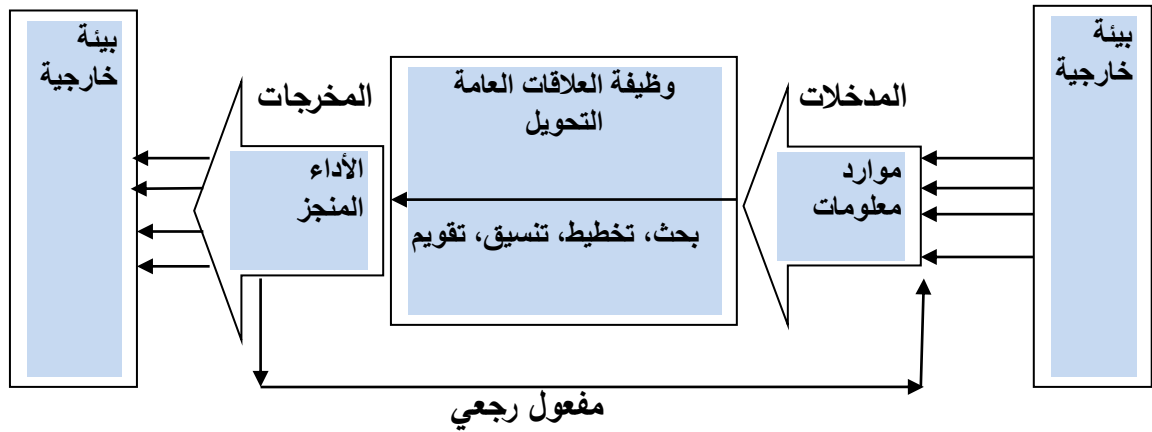 بيئة
خارجية
المدخلات
موارد
معلومات
وظيفة العلاقات العامة
التحويل
بحث، تخطيط، تنسيق، تقويم
المخرجات
الأداء
المنجز
بيئة
خارجية
مفعول رجعي